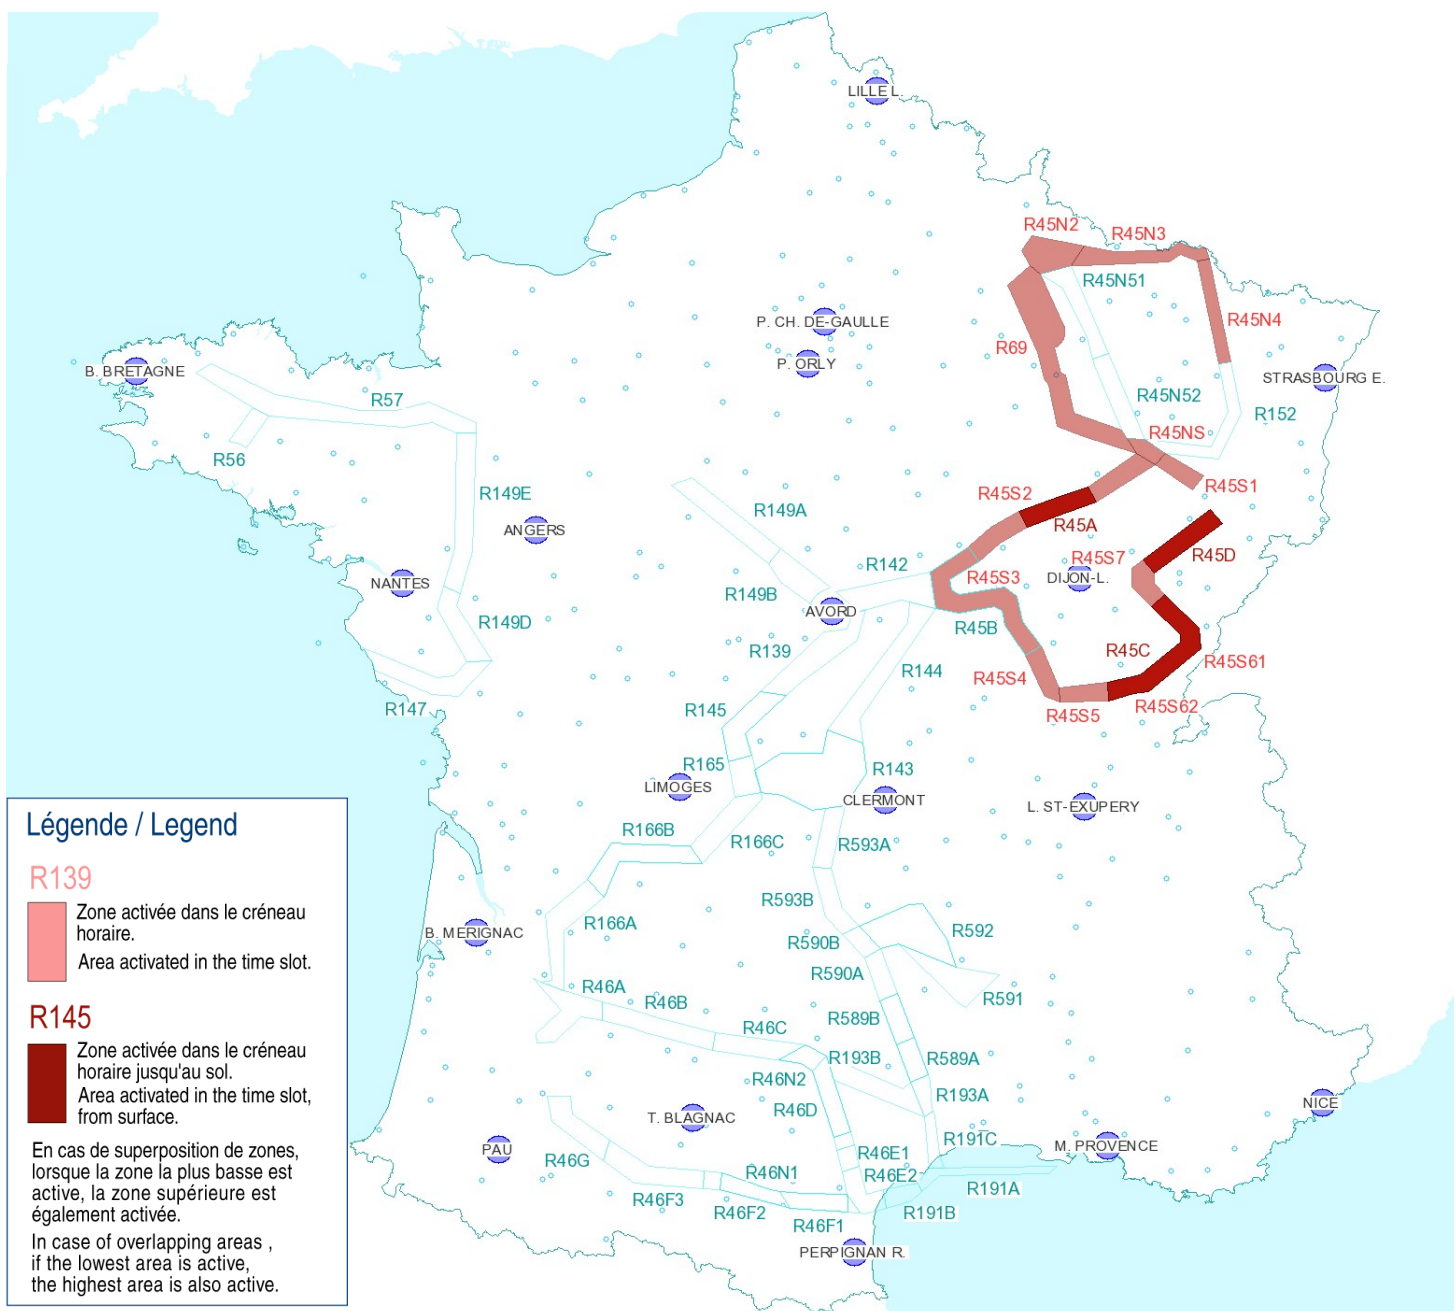 LILLE L.
R45N2
R45N3
R45N51
P. CH. DE-GAULLE
R45N4
R69
P. ORLY
B. BRETAGNE
STRASBOURG E.
R57
R45N52
R152
R45NS
R56
R149E
R45S2
R45S1
R149A
R45A
ANGERS
R45S7
R45D
R142
R45S3
DIJON-L.
NANTES
R149B
AVORD
R149D
R45B
R139
R45C
R45S61
R144
R45S4
R147
R145
R45S5
R45S62
R165
R143
LIMOGES
CLERMONT
L. ST-EXUPERY
R166B
R166C
R593A
R593B
R166A
B. MERIGNAC
R590B
R592
R590A
R46A
R46B
R591
R46C
R589B
R193B
R589A
R46N2
R46D
R193A
T. BLAGNAC
NICE
R191C
M. PROVENCE
PAU
R46E1
R46G
R46N1
R46E2
R46F3
R191A
R46F2
R46F1
R191B
PERPIGNAN R.
Légende / Legend
R139
Zone activée dans le créneau
horaire.
Area activated in the time slot.
R145
Zone activée dans le créneau
horaire jusqu'au sol.
Area activated in the time slot,
from surface.
En cas de superposition de zones,
lorsque la zone la plus basse est
active, la zone supérieure est
également activée.
In case of overlapping areas ,
if the lowest area is active,
the highest area is also active.